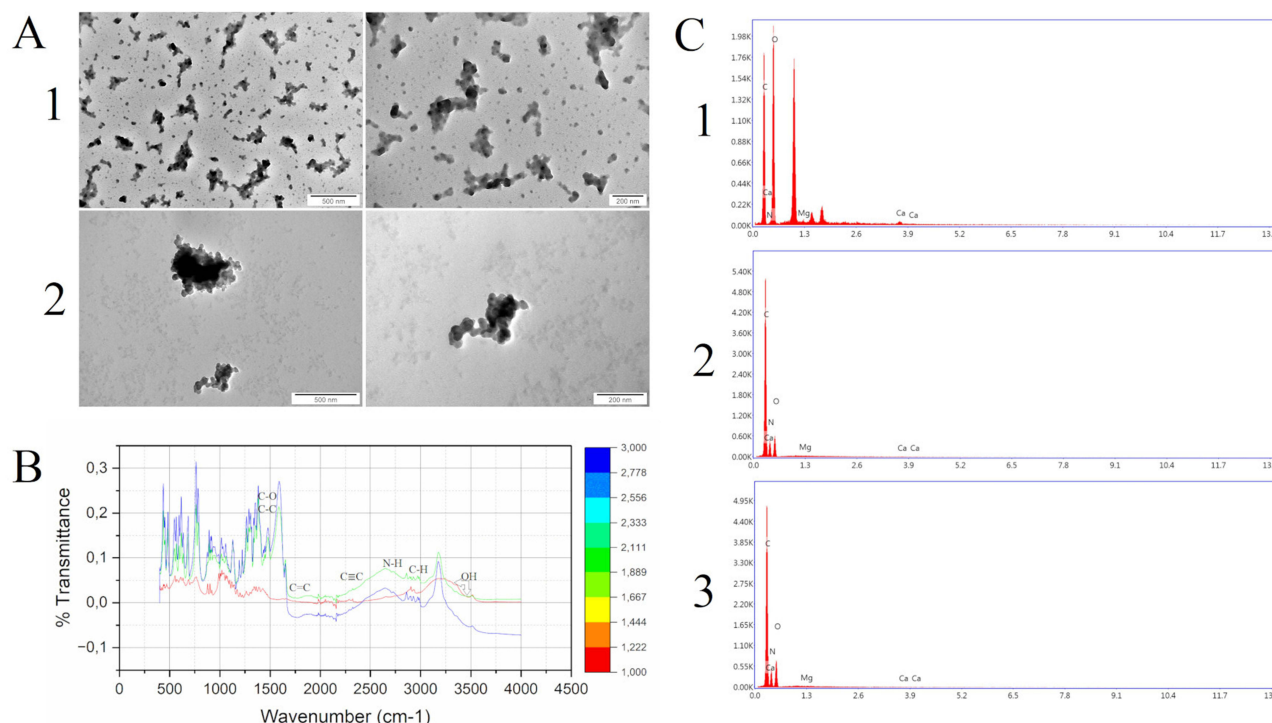 A
1
500 nm
200 nm
2
500 nm
200 nm
B
% Transmittance
0,3
0,2
0,1
0,0
−0,1
C-O
C-C
C=C
C≡C
N-H
C-H
OH
0 500 1000 1500 2000 2500 3000 3500 4000 4500
Wavenumber (cm-1)
3,000
2,778
2,556
2,333
2,111
1,889
1,667
1,444
1,222
1,000
C
1
1.98K
1.76K
1.54K
1.32K
1.10K
0.88K
0.66K
0.44K
0.22K
0.00K
O
C
Ca
N
Mg
Ca
Ca
0.0 1.3 2.6 3.9 5.2 6.5 7.8 9.1 10.4 11.7 13.
2
5.40K
4.80K
4.20K
3.60K
3.00K
2.40K
1.80K
1.20K
0.60K
0.00K
C
O
N
Ca
Mg
Ca Ca
0.0 1.3 2.6 3.9 5.2 6.5 7.8 9.1 10.4 11.7 13.
3
4.95K
4.40K
3.85K
3.30K
2.75K
2.20K
1.65K
1.10K
0.55K
0.00K
C
O
N
Ca
Mg
Ca Ca
0.0 1.3 2.6 3.9 5.2 6.5 7.8 9.1 10.4 11.7 13.